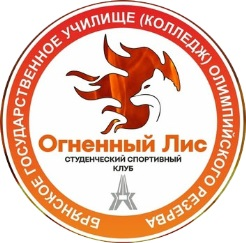 БРЯНСКОЕ ГОСУДАРСТВЕННОЕ УЧИЛИЩЕ (КОЛЛЕДЖ) ОЛИМПИЙСКОГО РЕЗЕРВА
Огненный Лис
СТУДЕНЧЕСКИЙ СПОРТИВНЫЙ
КЛУБ